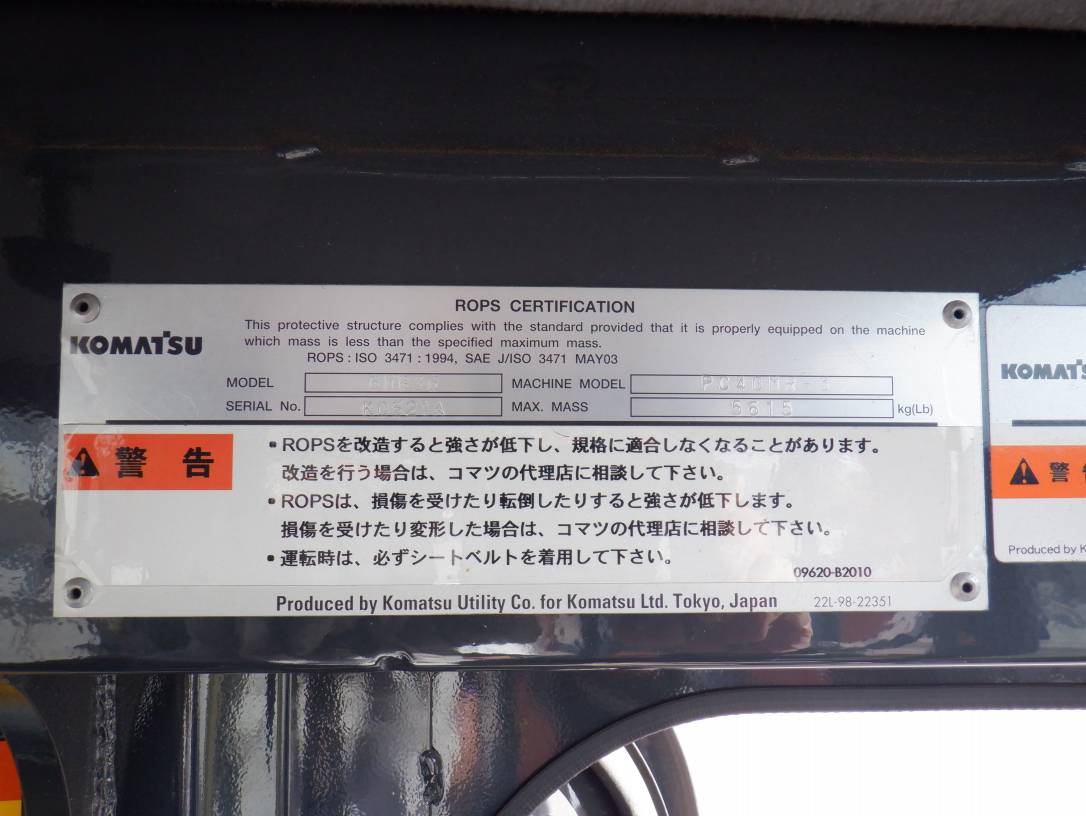 ROPS CERTIFICATION
KOMATSU
This protective structure complies with the standard provided that it is properly equipped on the machine
which mass is less than the specified maximum mass.
ROPS : ISO 3471 : 1994, SAE J/ISO 3471 MAY03
MODEL
MACHINE MODEL PC40MR-3
SERIAL No.
MAX. MASS 5615 kg(Lb)
警告
• ROPSを改造すると強さが低下し、規格に適合しなくなることがあります。
改造を行う場合は、コマツの代理店に相談して下さい。
• ROPSは、損傷を受けたり転倒したりすると強さが低下します。
損傷を受けたり変形した場合は、コマツの代理店に相談して下さい。
• 運転時は、必ずシートベルトを着用して下さい。
09620-B2010
Produced by Komatsu Utility Co. for Komatsu Ltd. Tokyo, Japan 22L-98-22351
KOMATS
警
Produced by K